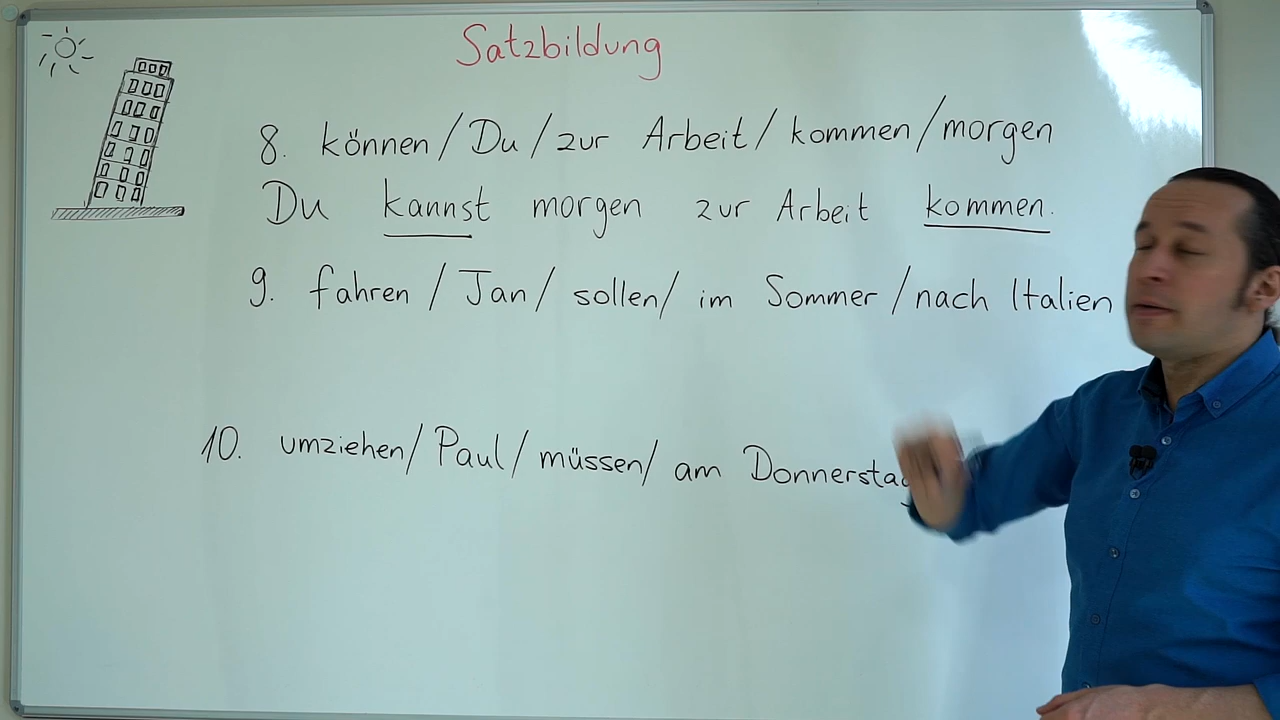 Satzbildung
8. können / Du / zur Arbeit / kommen / morgen
Du kannst morgen zur Arbeit kommen.
9. fahren / Jan / sollen / im Sommer / nach Italien
10. umziehen / Paul / müssen / am Donnerstag